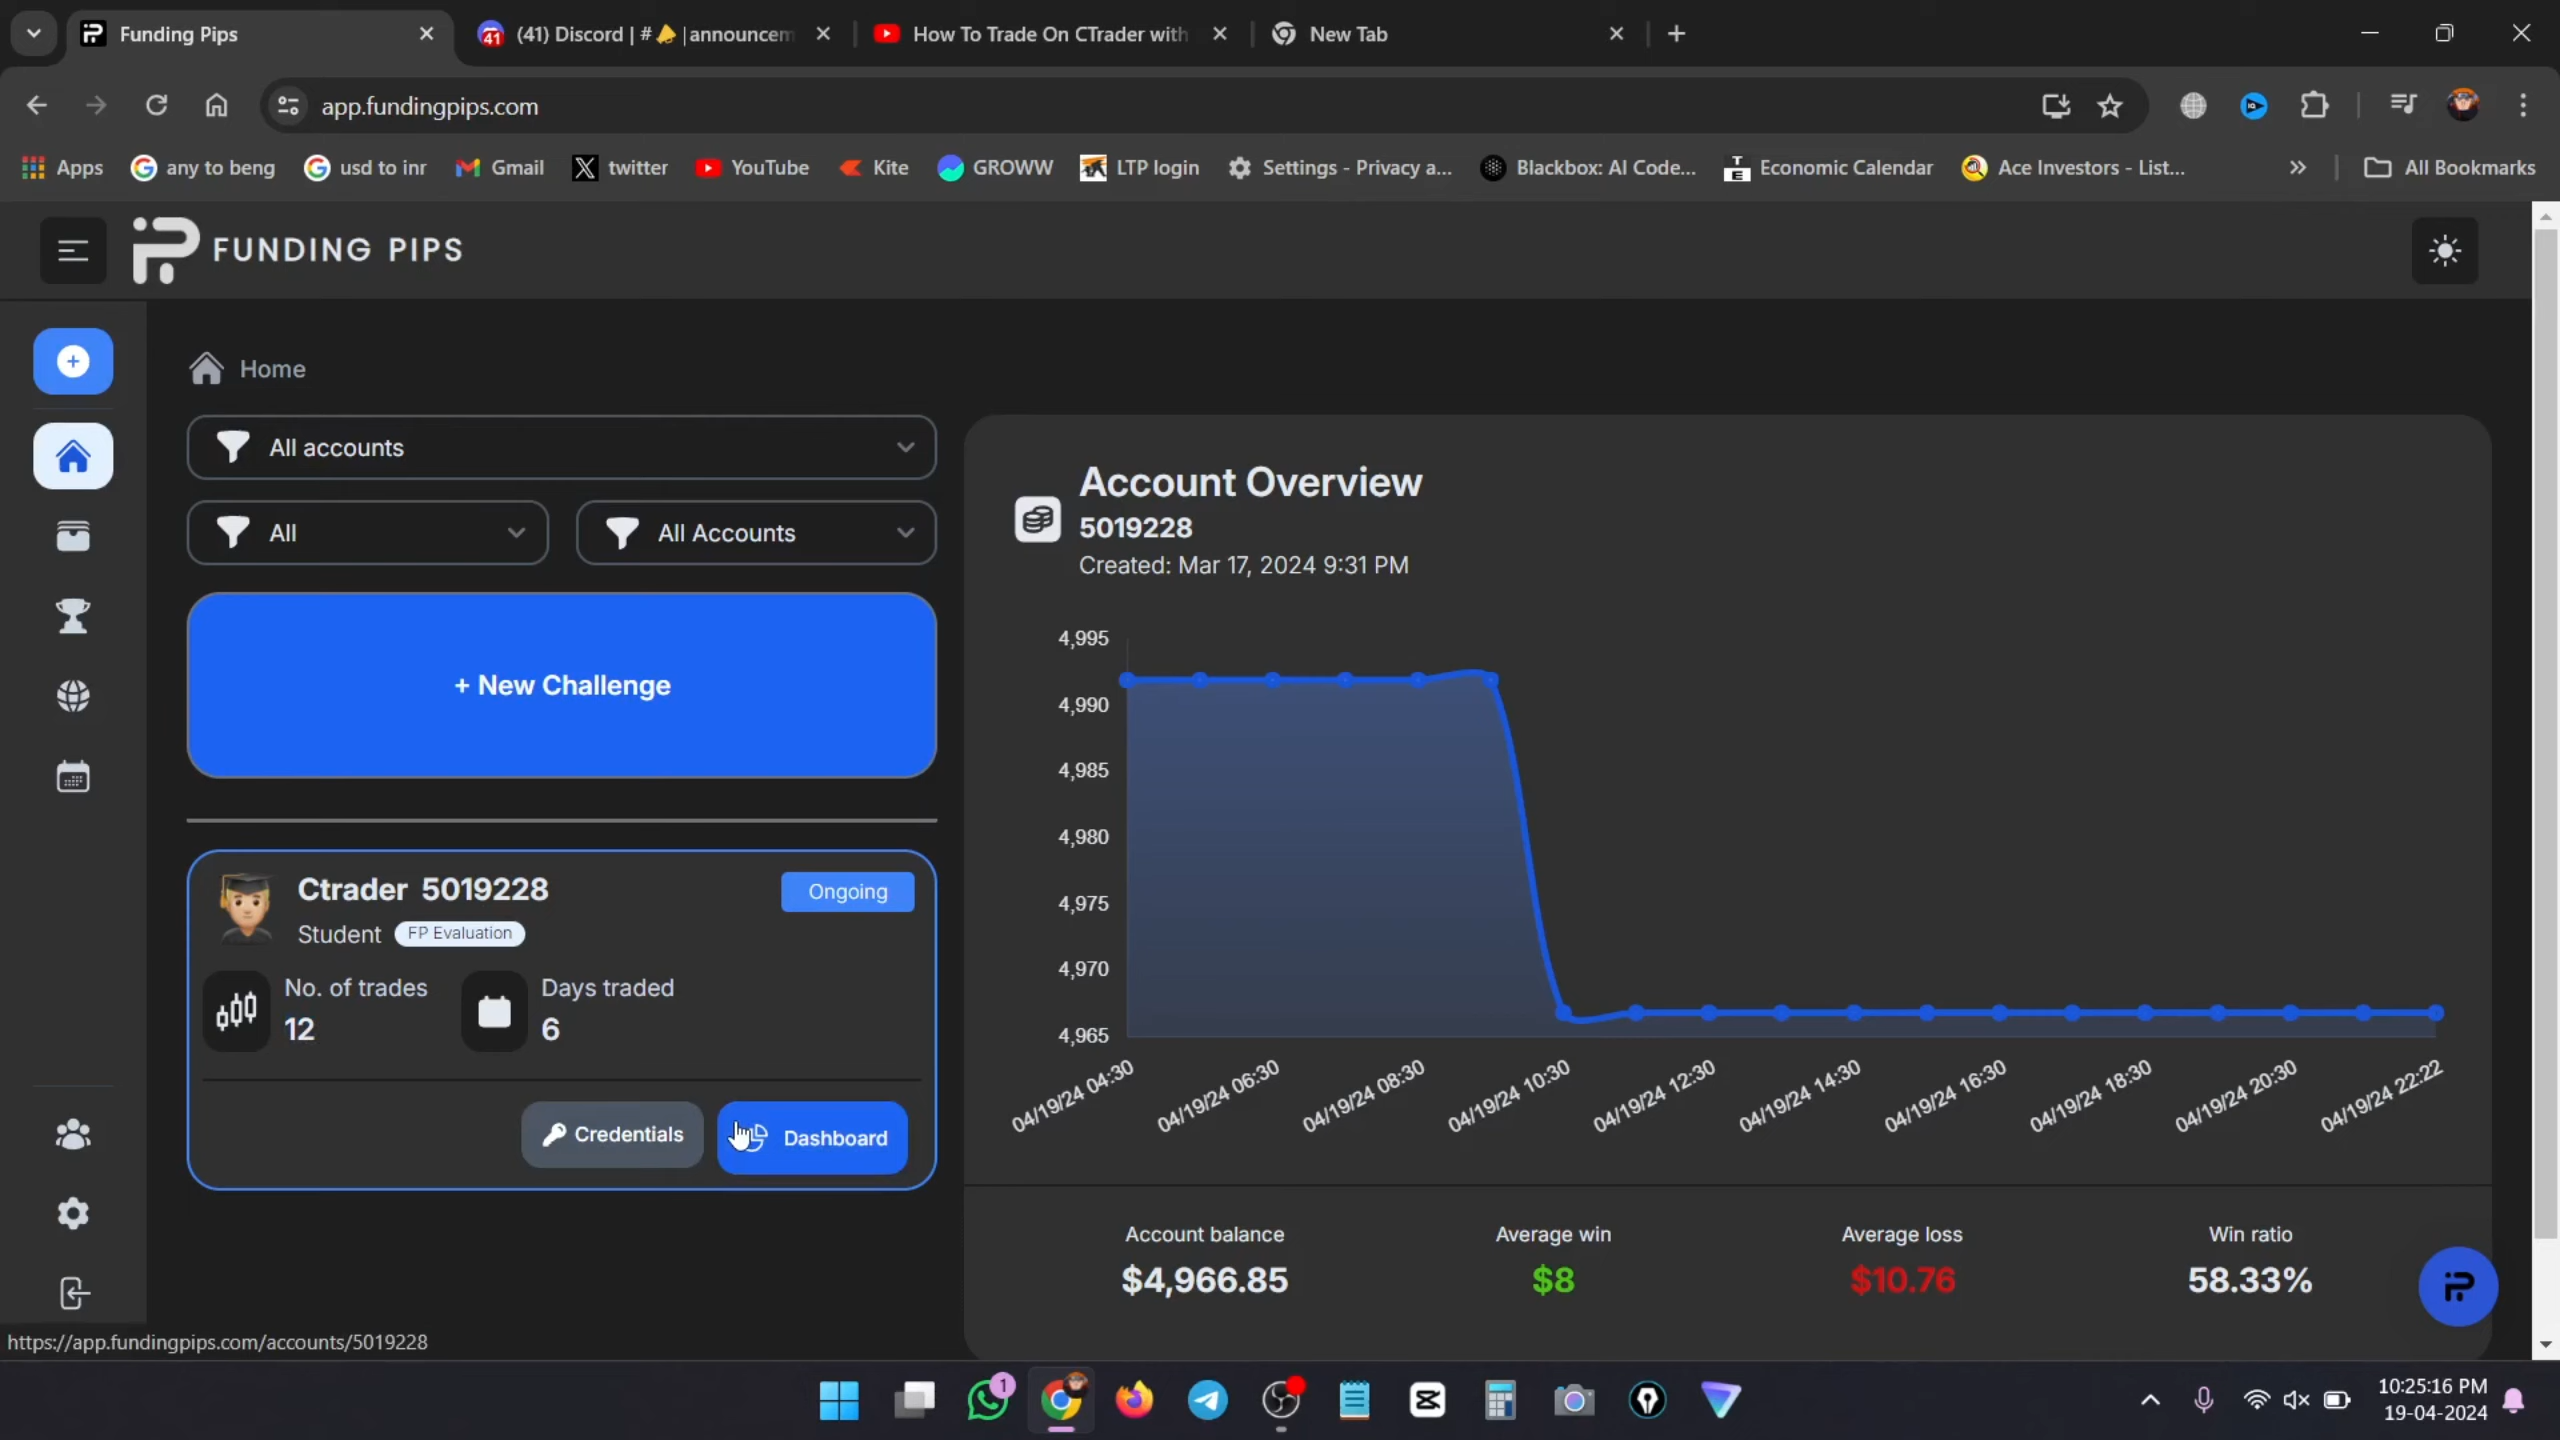 Funding Pips
(41) Discord | # | announcem
How To Trade On CTrader with
New Tab
app.fundingpips.com
Apps
any to beng
usd to inr
Gmail
twitter
YouTube
Kite
GROWW
LTP login
Settings - Privacy a...
Blackbox: AI Code...
Economic Calendar
Ace Investors - List...
All Bookmarks
FUNDING PIPS
Home
All accounts
All
All Accounts
+ New Challenge
Ctrader 5019228
Ongoing
Student
FP Evaluation
No. of trades
12
Days traded
6
Credentials
Dashboard
Account Overview
5019228
Created: Mar 17, 2024 9:31 PM
4,995
4,990
4,985
4,980
4,975
4,970
4,965
04/19/24 04:30
04/19/24 06:30
04/19/24 08:30
04/19/24 10:30
04/19/24 12:30
04/19/24 14:30
04/19/24 16:30
04/19/24 18:30
04/19/24 20:30
04/19/24 22:22
Account balance
$4,966.85
Average win
$8
Average loss
$10.76
Win ratio
58.33%
https://app.fundingpips.com/accounts/5019228
1
10:25:16 PM
19-04-2024